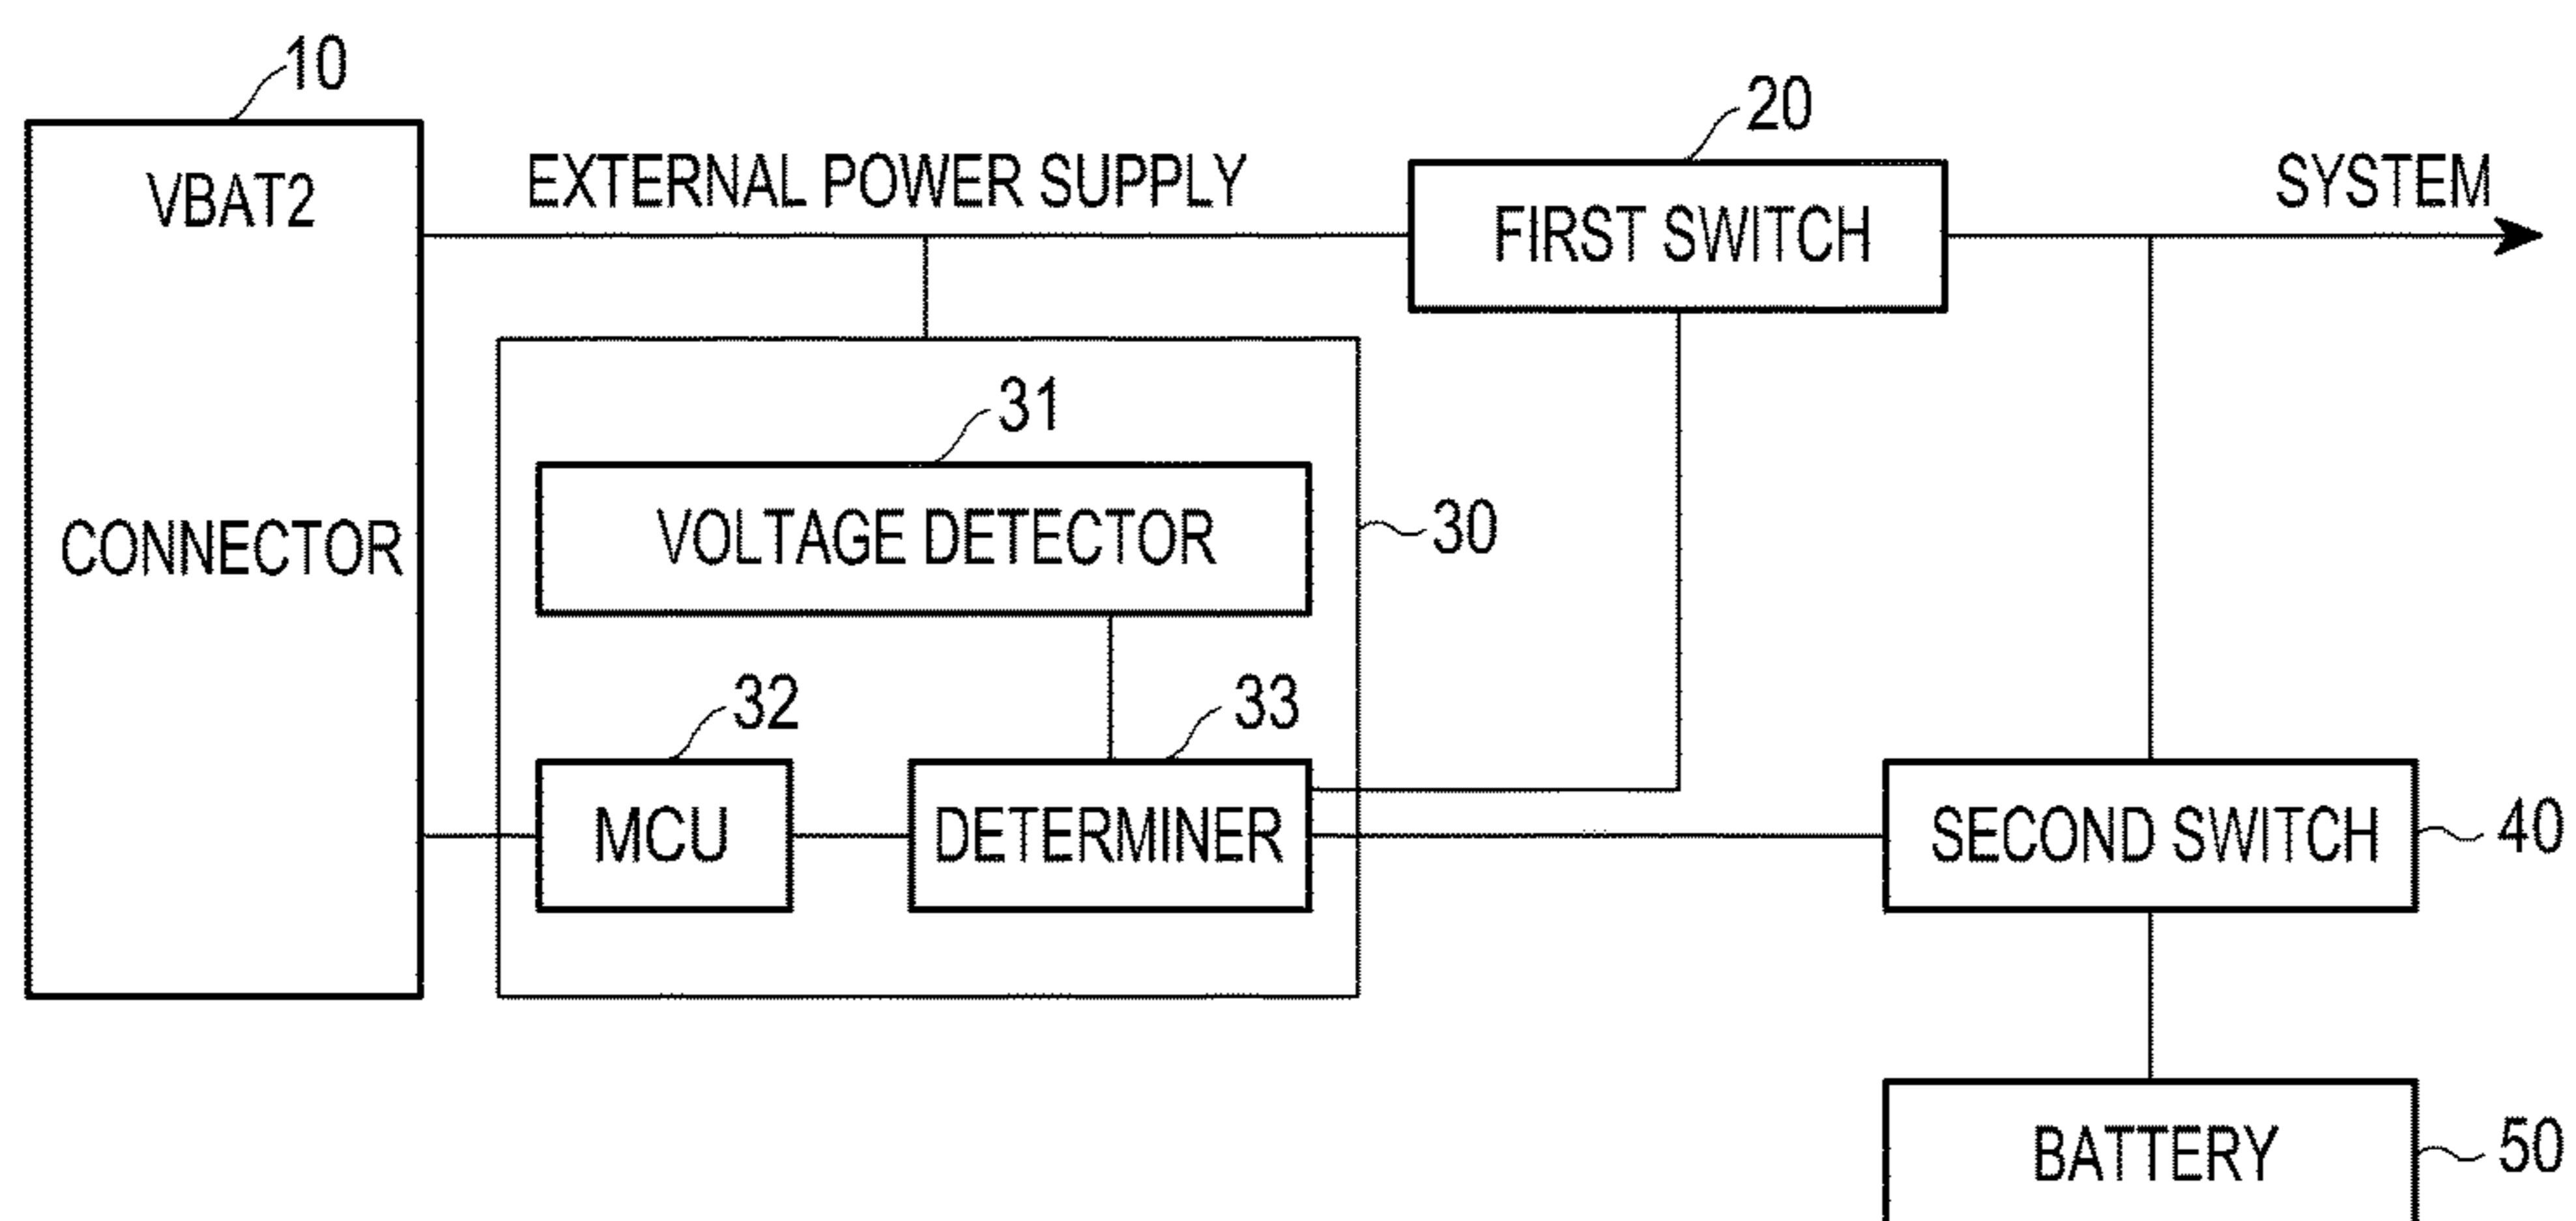 10
20
VBAT2
EXTERNAL POWER SUPPLY
SYSTEM
FIRST SWITCH
31
CONNECTOR
VOLTAGE DETECTOR
30
32
33
MCU
DETERMINER
SECOND SWITCH
40
BATTERY
50